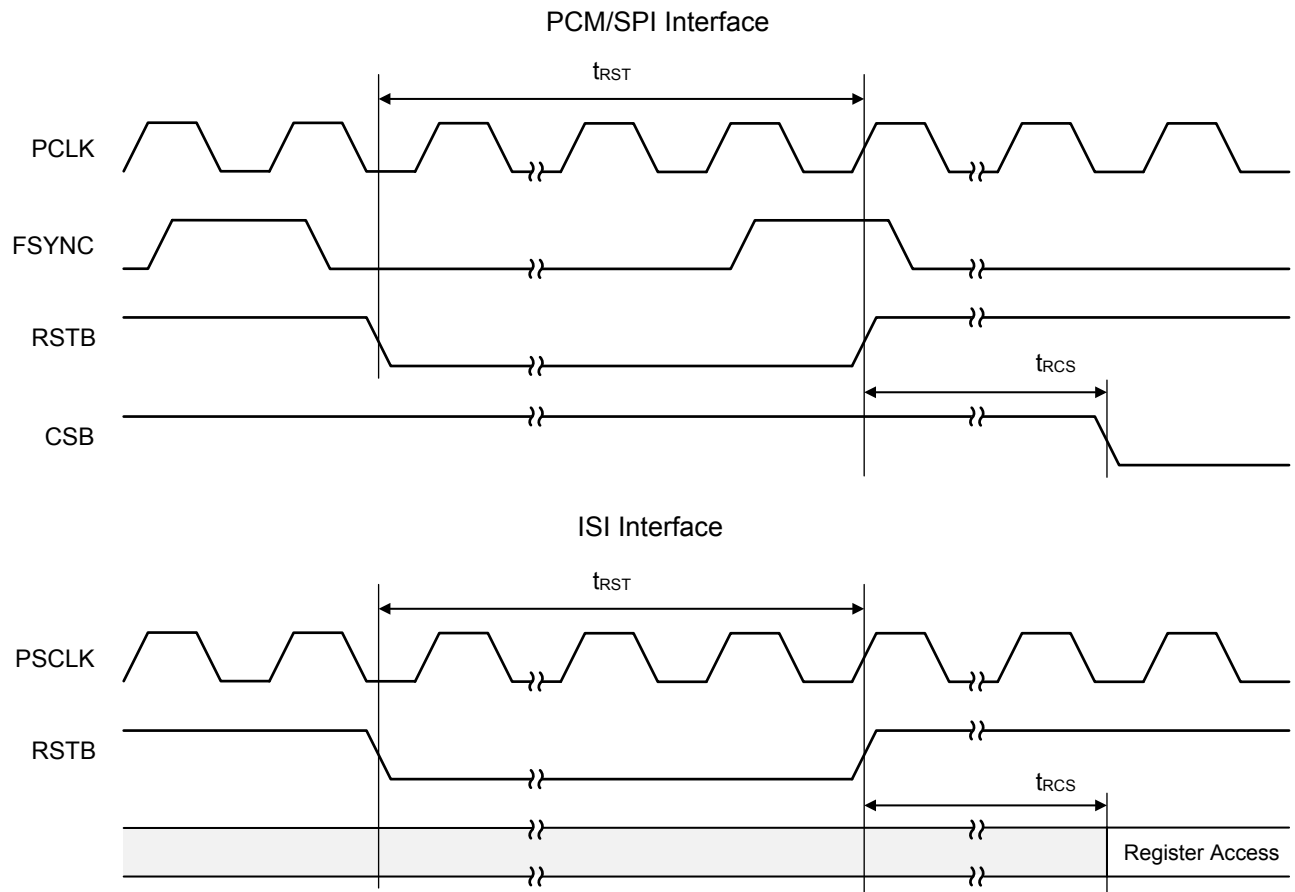 PCM/SPI Interface
tRST
PCLK
FSYNC
RSTB
tRCS
CSB
ISI Interface
tRST
PSCLK
RSTB
tRCS
Register Access